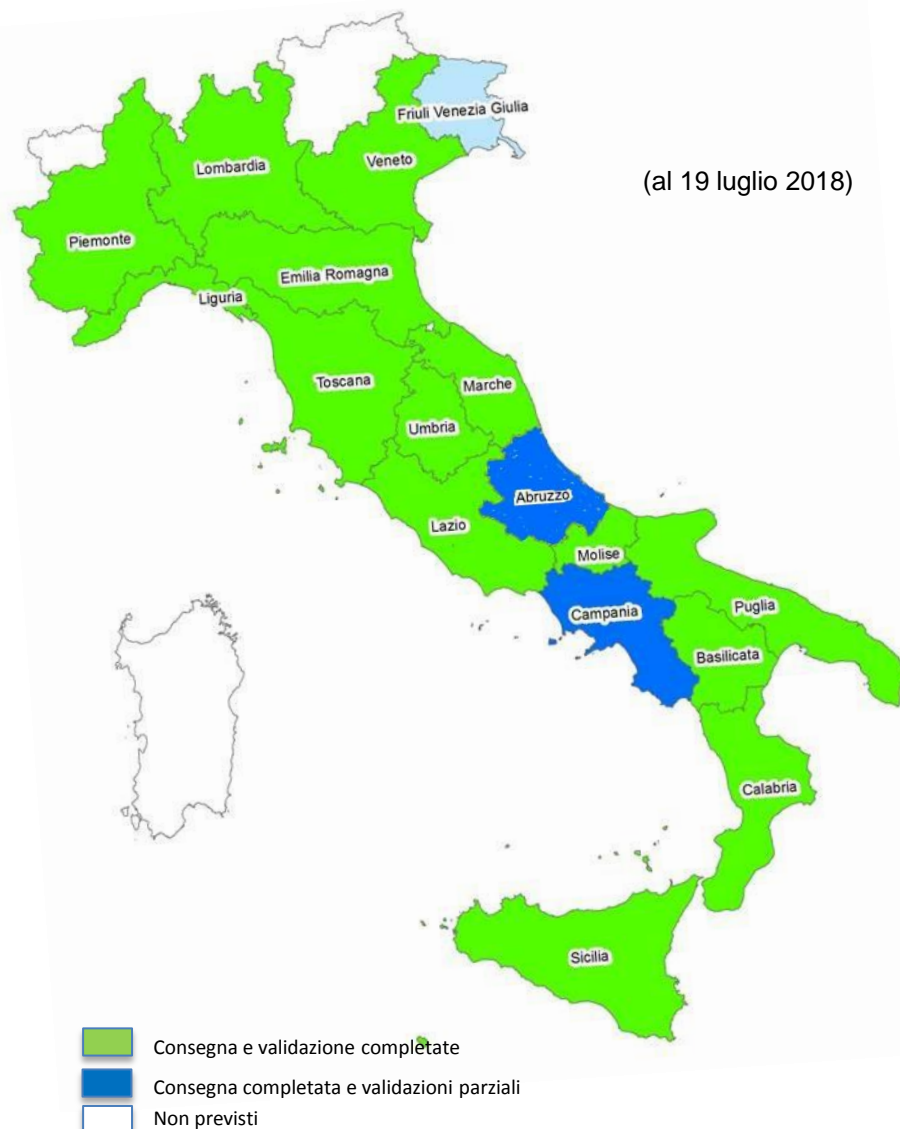 Friuli Venezia Giulia
Lombardia
Veneto
(al 19 luglio 2018)
Piemonte
Emilia Romagna
Liguria
Toscana
Marche
Umbria
Abruzzo
Lazio
Molise
Campania
Puglia
Basilicata
Calabria
Sicilia
Consegna e validazione completate
Consegna completata e validazioni parziali
Non previsti